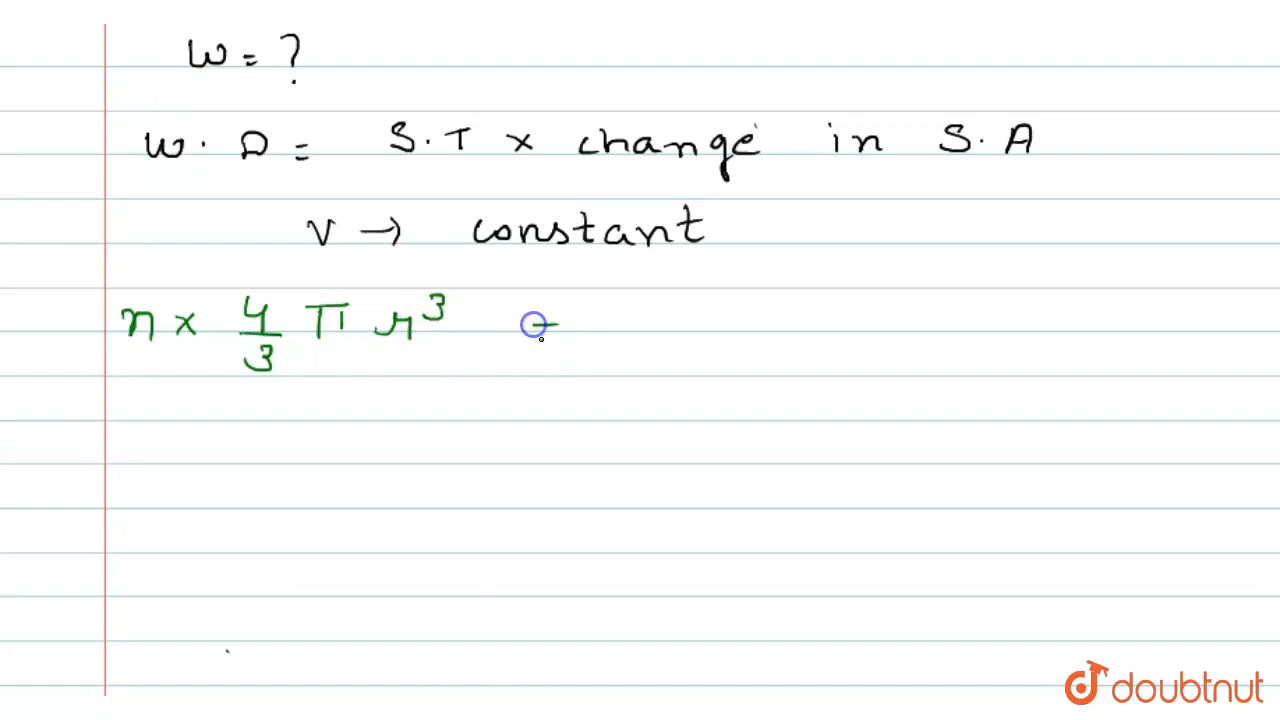 W = ?
W. D = S.T × change in S.A
V → constant
n × 4/3 π r³ =
doubtnut